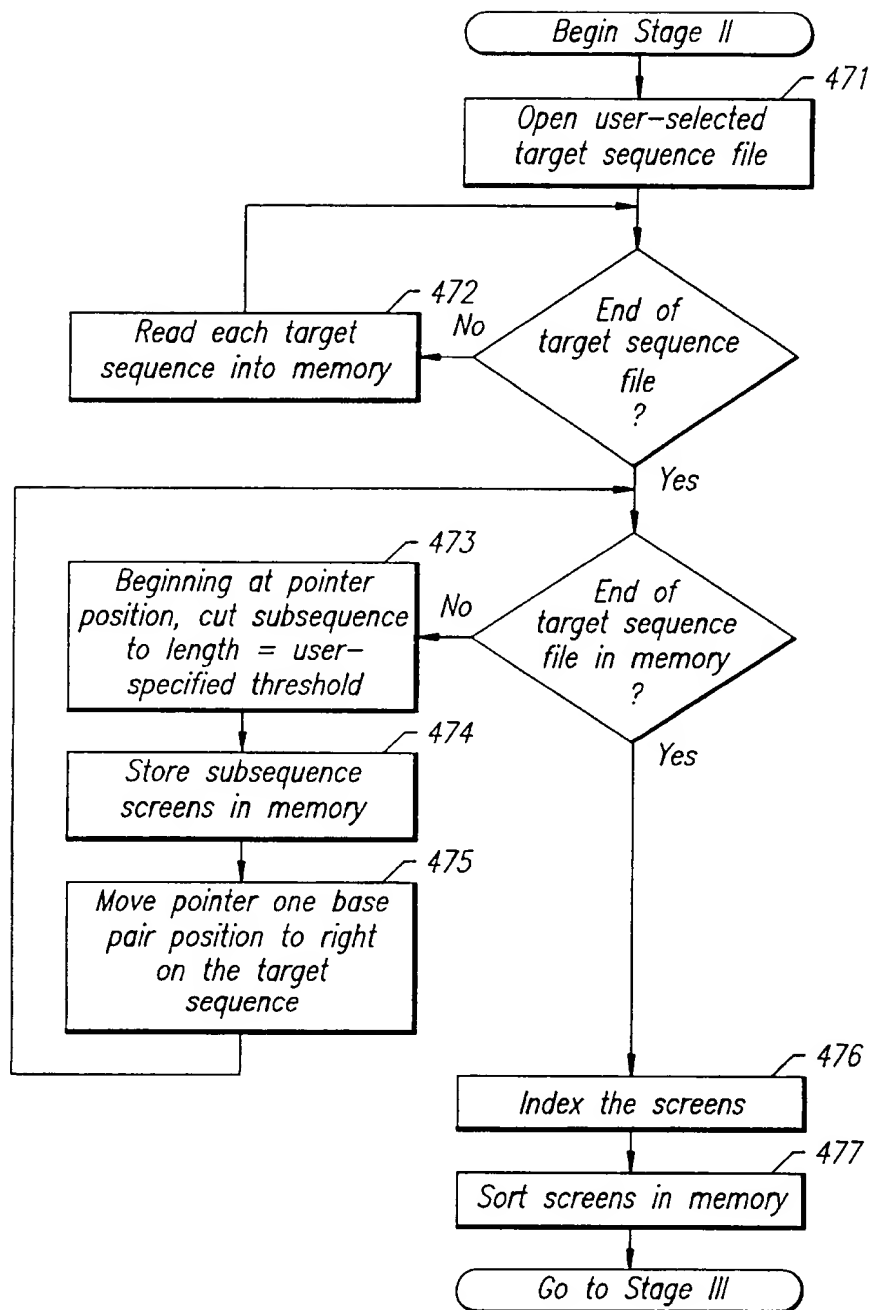 Begin Stage II
471
Open user-selected
target sequence file
472
Read each target
sequence into memory
No
End of
target sequence
file
?
Yes
473
Beginning at pointer
position, cut subsequence
to length = user-
specified threshold
No
End of
target sequence
file in memory
?
474
Store subsequence
screens in memory
Yes
475
Move pointer one base
pair position to right
on the target
sequence
476
Index the screens
477
Sort screens in memory
Go to Stage III